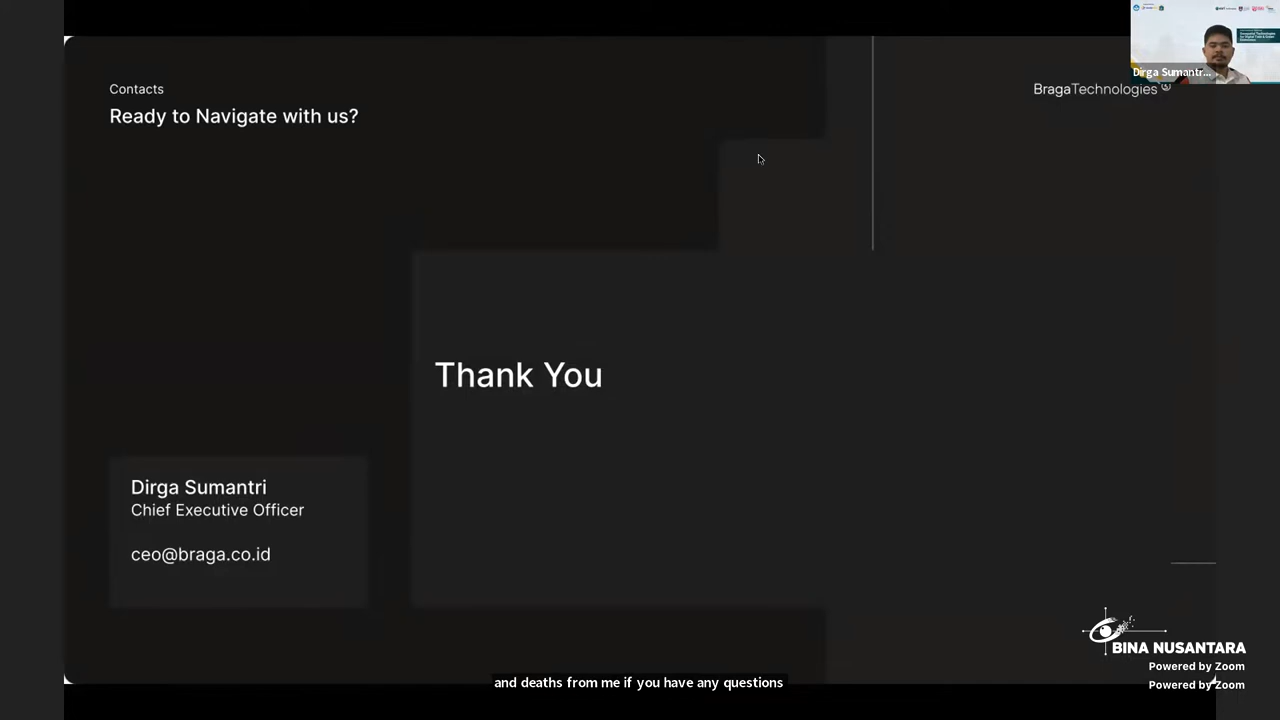 Contacts
Ready to Navigate with us?
BragaTechnologies
Dirga Sumantr...
Thank You
Dirga Sumantri
Chief Executive Officer
ceo@braga.co.id
BINA NUSANTARA
Powered by Zoom
Powered by Zoom
and deaths from me if you have any questions